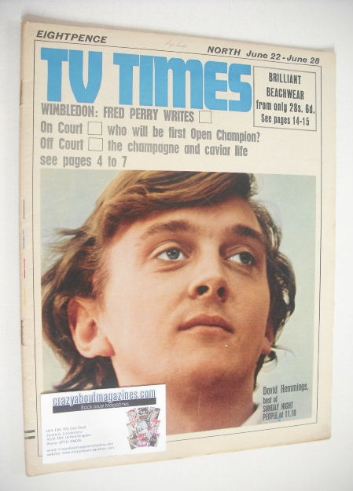 EIGHTPENCE
NORTH June 22 - June 28
TV TIMES
BRILLIANT
BEACHWEAR
from only 28s. 6d.
See pages 14-15
WIMBLEDON: FRED PERRY WRITES
On Court who will be first Open Champion?
Off Court the champagne and caviar life
see pages 4 to 7
David Hemmings,
host of
SUNDAY NIGHT
PEOPLE at 11.10
crazyaboutmagazines.com